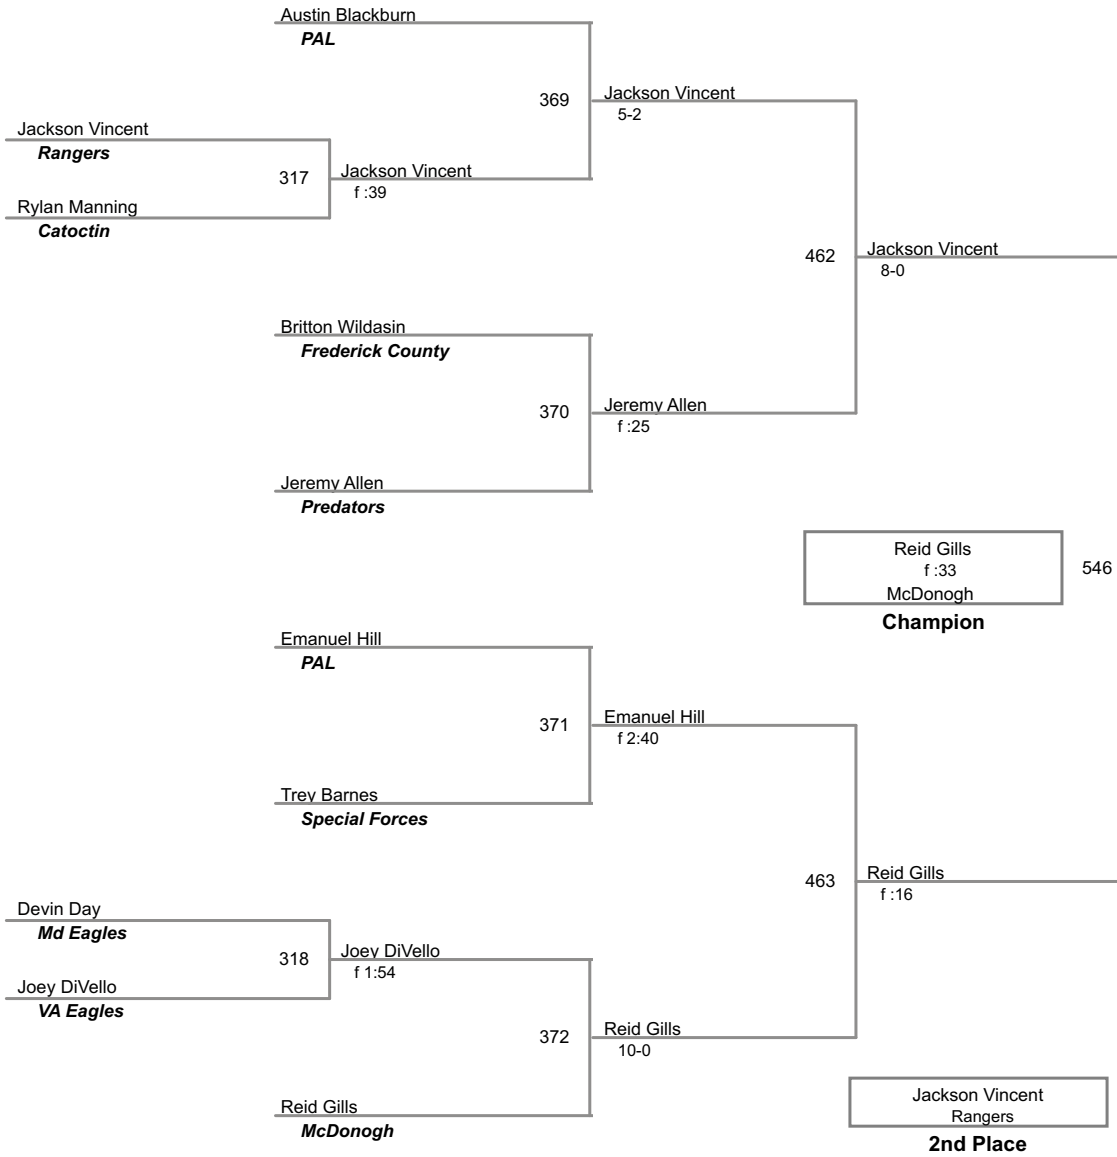 Austin Blackburn
PAL
369
Jackson Vincent
5-2
Jackson Vincent
Rangers
317
Jackson Vincent
f :39
Rylan Manning
Catoctin
462
Jackson Vincent
8-0
Britton Wildasin
Frederick County
370
Jeremy Allen
f :25
Jeremy Allen
Predators
Reid Gills
f :33
McDonogh
546
Champion
Emanuel Hill
PAL
371
Emanuel Hill
f 2:40
Trey Barnes
Special Forces
463
Reid Gills
f :16
Devin Day
Md Eagles
318
Joey DiVello
f 1:54
Joey DiVello
VA Eagles
372
Reid Gills
10-0
Reid Gills
McDonogh
Jackson Vincent
Rangers
2nd Place